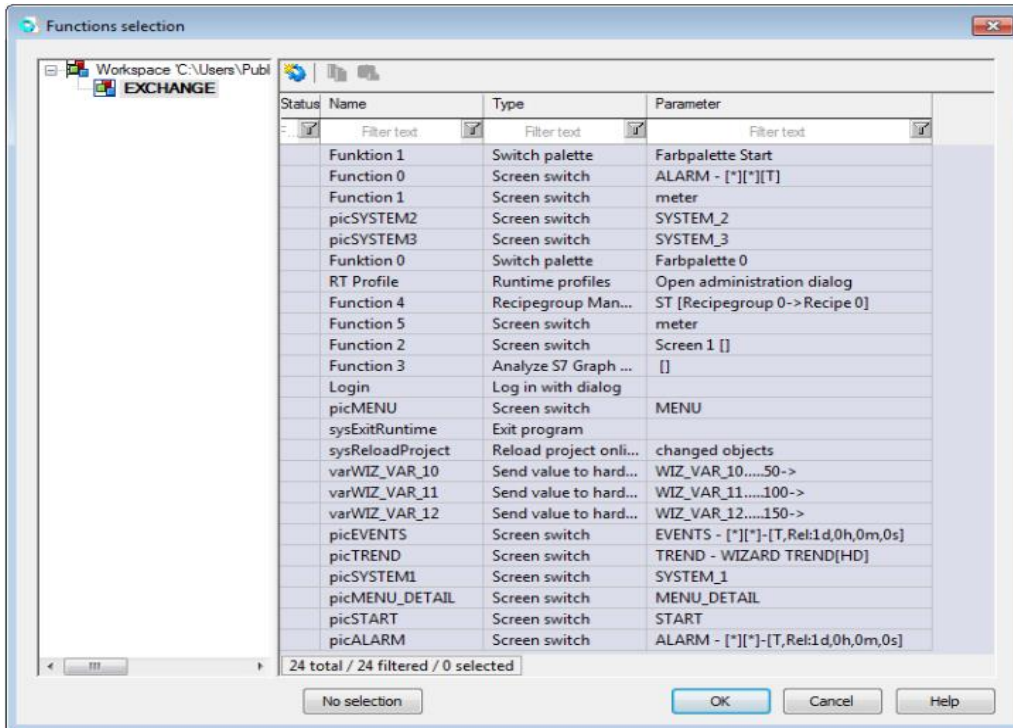 Functions selection
Workspace 'C:\Users\Publ
EXCHANGE
Status Name Type Parameter
F... Filter text Filter text Filter text
Funktion 1 Switch palette Farbpalette Start
Function 0 Screen switch ALARM - [*][*][T]
Function 1 Screen switch meter
picSYSTEM2 Screen switch SYSTEM_2
picSYSTEM3 Screen switch SYSTEM_3
Funktion 0 Switch palette Farbpalette 0
RT Profile Runtime profiles Open administration dialog
Function 4 Recipegroup Man... ST [Recipegroup 0->Recipe 0]
Function 5 Screen switch meter
Function 2 Screen switch Screen 1 []
Function 3 Analyze S7 Graph ... []
Login Log in with dialog
picMENU Screen switch MENU
sysExitRuntime Exit program
sysReloadProject Reload project onli... changed objects
varWIZ_VAR_10 Send value to hard... WIZ_VAR_10.....50->
varWIZ_VAR_11 Send value to hard... WIZ_VAR_11.....100->
varWIZ_VAR_12 Send value to hard... WIZ_VAR_12.....150->
picEVENTS Screen switch EVENTS - [*][*]-[T,Rel:1d,0h,0m,0s]
picTREND Screen switch TREND - WIZARD TREND[HD]
picSYSTEM1 Screen switch SYSTEM_1
picMENU_DETAIL Screen switch MENU_DETAIL
picSTART Screen switch START
picALARM Screen switch ALARM - [*][*]-[T,Rel:1d,0h,0m,0s]
24 total / 24 filtered / 0 selected
No selection OK Cancel Help